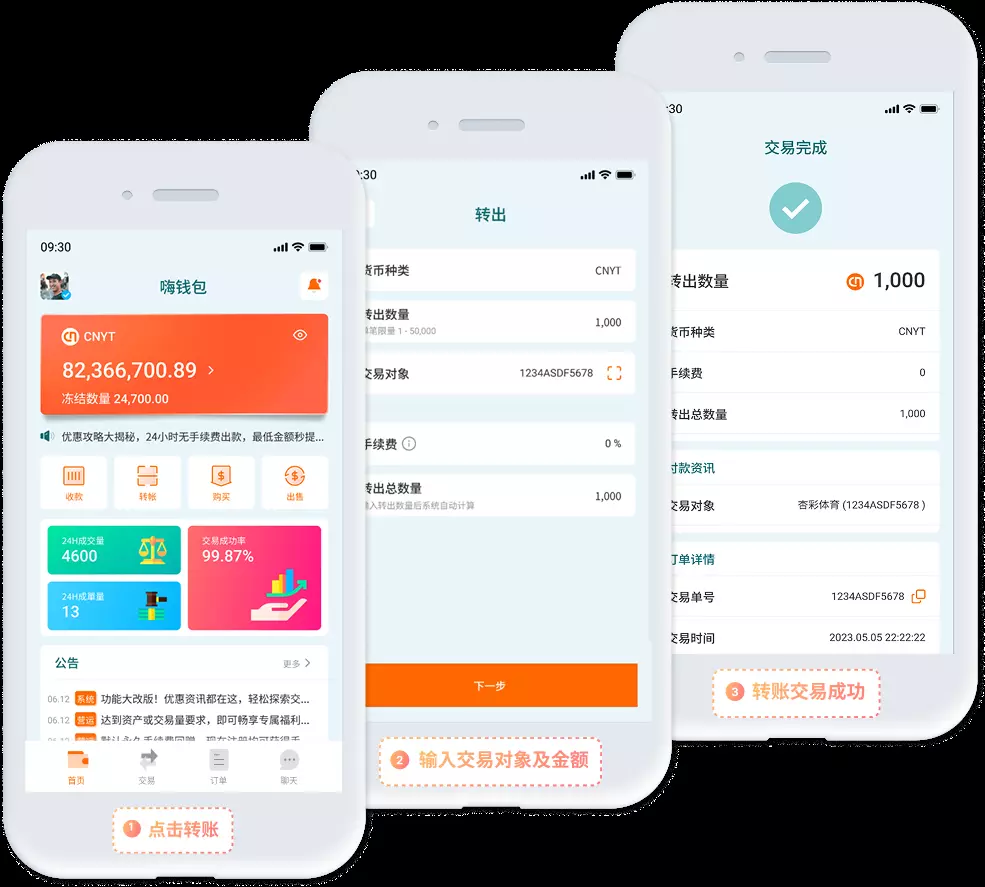 09:30
嗨钱包
CNYT
82,366,700.89
冻结数量 24,700.00
优惠攻略大揭秘，24小时无手续费出款，最低金额秒提...
收款
转帐
购买
出售
24H成交量
4600
24H成单量
13
交易成功率
99.87%
公告
更多
06.12 系统 功能大改版！优惠资讯都在这，轻松探索交...
06.12 营运 达到资产或交易量要求，即可畅享专属福利...
首页
交易
订单
聊天
1 点击转账
:30
转出
货币种类 CNYT
转出数量
单笔限量 1 - 50,000
1,000
交易对象 1234ASDF5678
手续费 0 %
转出总数量
输入转出数量后系统自动计算
1,000
下一步
2 输入交易对象及金额
:30
交易完成
转出数量 1,000
货币种类 CNYT
手续费 0
转出总数量 1,000
付款资讯
交易对象 杏彩体育 (1234ASDF5678 )
订单详情
交易单号 1234ASDF5678
交易时间 2023.05.05 22:22:22
3 转账交易成功